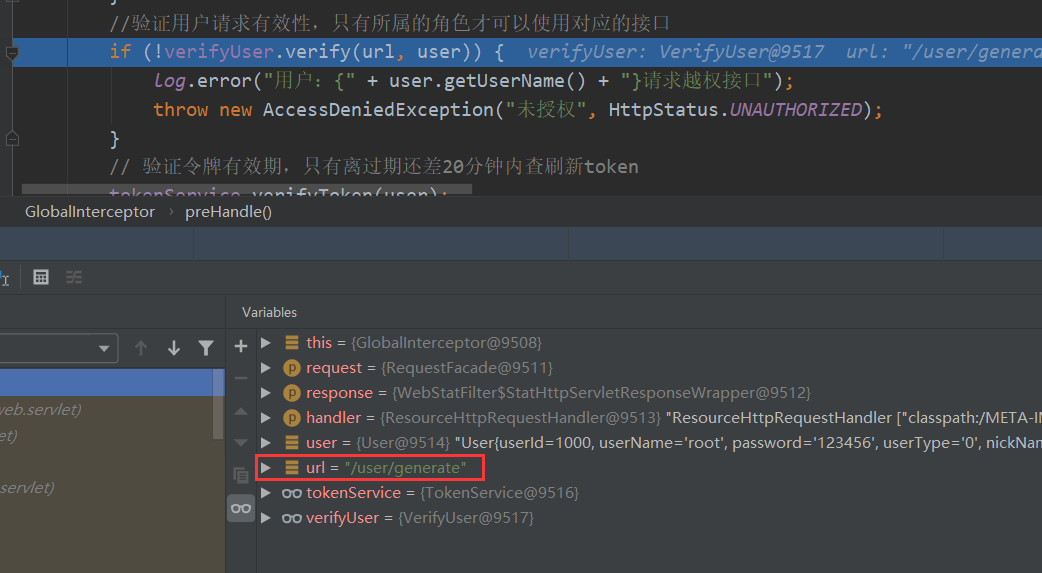 }
//验证用户请求有效性，只有所属的角色才可以使用对应的接口
if (!verifyUser.verify(url, user)) { verifyUser: VerifyUser@9517 url: "/user/genera
log.error("用户：{" + user.getUserName() + "}请求越权接口");
throw new AccessDeniedException("未授权", HttpStatus.UNAUTHORIZED);
}
// 验证令牌有效期，只有离过期还差20分钟内查刷新token
tokenService.verifyToken(user);
GlobalInterceptor › preHandle()
Variables
this = {GlobalInterceptor@9508}
request = {RequestFacade@9511}
response = {WebStatFilter$StatHttpServletResponseWrapper@9512}
handler = {ResourceHttpRequestHandler@9513} "ResourceHttpRequestHandler ["classpath:/META-IN
user = {User@9514} "User{userId=1000, userName='root', password='123456', userType='0', nickNam
url = "/user/generate"
tokenService = {TokenService@9516}
verifyUser = {VerifyUser@9517}
web.servlet)
et)
servlet)